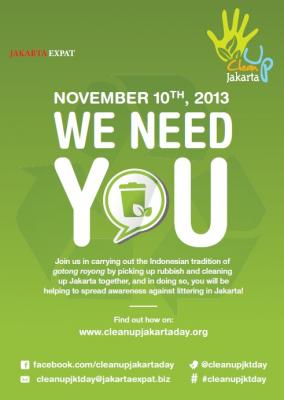 JAKARTA EXPAT
Clean Up
Jakarta
NOVEMBER 10TH, 2013
WE NEED
YOU
Join us in carrying out the Indonesian tradition of
gotong royong by picking up rubbish and cleaning
up Jakarta together, and in doing so, you will be
helping to spread awareness against littering in Jakarta!
Find out how on:
www.cleanupjakartaday.org
facebook.com/cleanupjakartaday
@cleanupjktday
cleanupjktday@jakartaexpat.biz
# #cleanupjktday